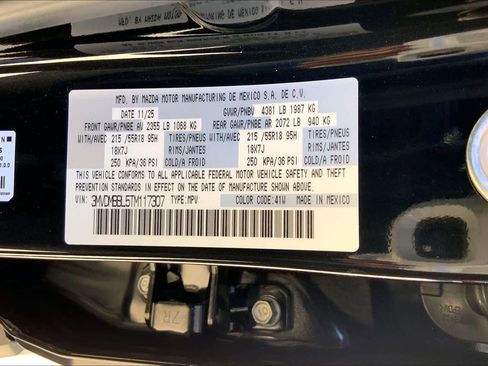 MFD. BY MAZDA MOTOR MANUFACTURING DE MEXICO S.A. DE C.V.
DATE 11/25 GVWR/PNBV 4381 LB 1987 KG
FRONT GAWR/PNBE AV 2355 LB 1068 KG REAR GAWR/PNBE AR 2072 LB 940 KG
WITH/AVEC 215/55R18 95H TIRES/PNEUS WITH/AVEC 215/55R18 95H TIRES/PNEUS
18X7J RIMS/JANTES 18X7J RIMS/JANTES
250 KPA/36 PSI COLD/A FROID 250 KPA/36 PSI COLD/A FROID
THIS VEHICLE CONFORMS TO ALL APPLICABLE FEDERAL MOTOR VEHICLE SAFETY AND THEFT
PREVENTION STANDARDS IN EFFECT ON THE DATE OF MANUFACTURE SHOWN ABOVE.
VIN: TYPE:MPV COLOR CODE:41W MADE IN MEXICO
7R